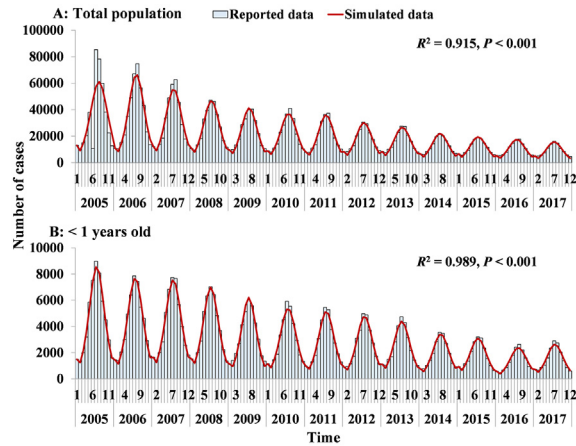 A: Total population
Reported data
Simulated data
R² = 0.915, P < 0.001
Number of cases
100000
80000
60000
40000
20000
0
1 6 11 4 9 2 7 12 5 10 3 8 1 6 11 4 9 2 7 12 5 10 3 8 1 6 11 4 9 2 7 12
2005 2006 2007 2008 2009 2010 2011 2012 2013 2014 2015 2016 2017
B: < 1 years old
R² = 0.989, P < 0.001
10000
8000
6000
4000
2000
0
1 6 11 4 9 2 7 12 5 10 3 8 1 6 11 4 9 2 7 12 5 10 3 8 1 6 11 4 9 2 7 12
2005 2006 2007 2008 2009 2010 2011 2012 2013 2014 2015 2016 2017
Time